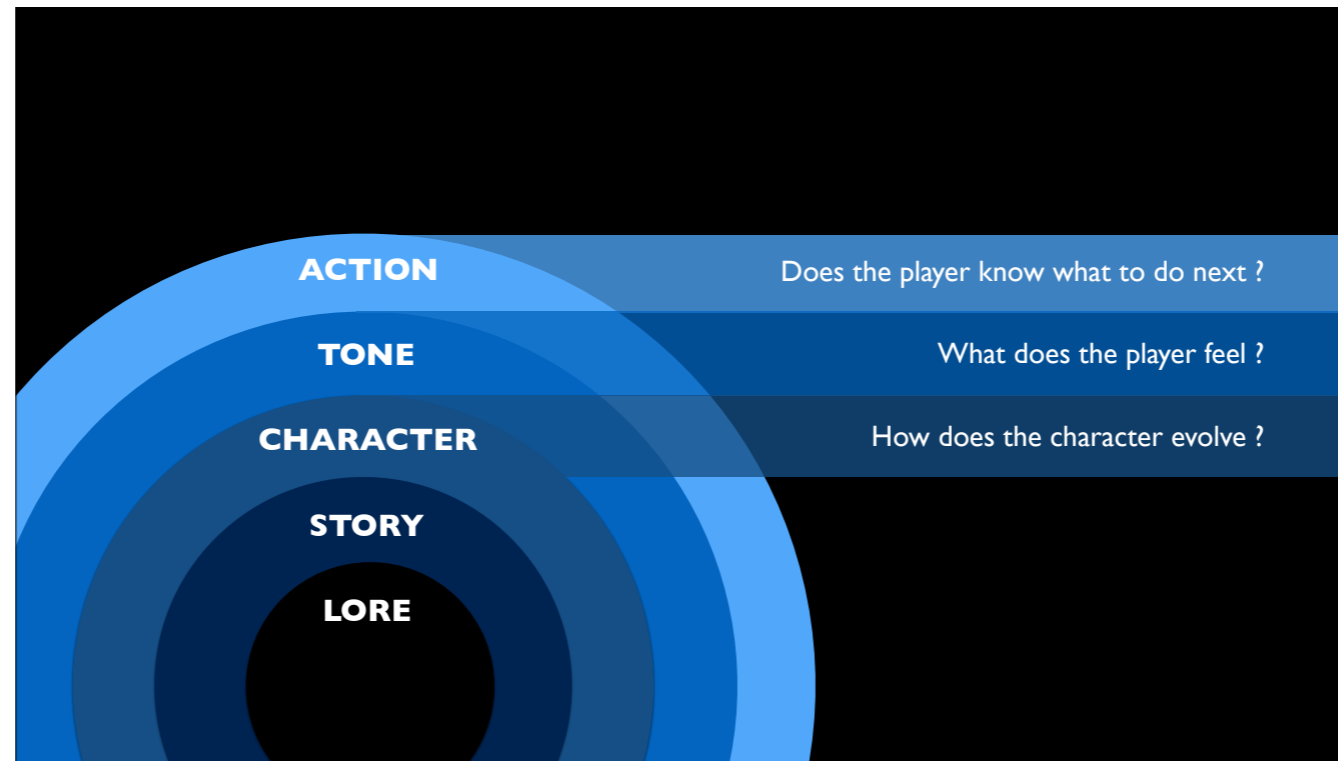 ACTION
Does the player know what to do next ?
TONE
What does the player feel ?
CHARACTER
How does the character evolve ?
STORY
LORE